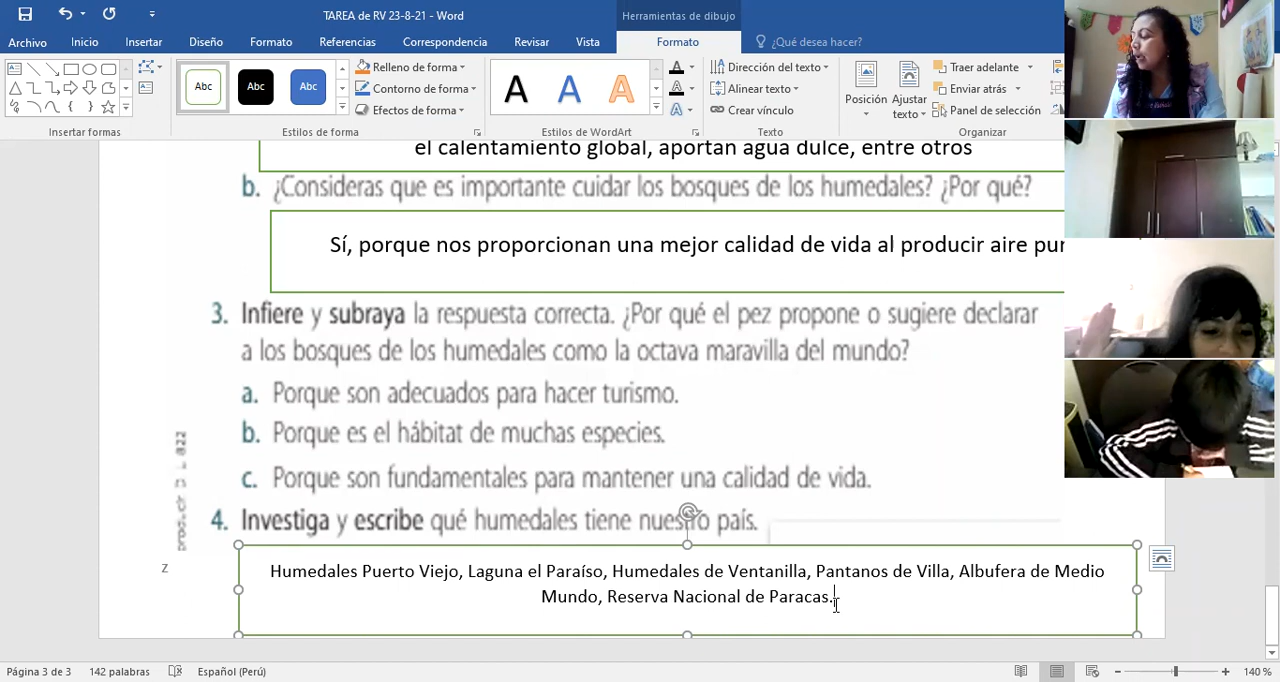 TAREA de RV 23-8-21 - Word
Herramientas de dibujo
Archivo Inicio Insertar Diseño Formato Referencias Correspondencia Revisar Vista Formato ¿Qué desea hacer?
Abc Abc Abc
Relleno de forma
Contorno de forma
Efectos de forma
A A A
Dirección del texto
Alinear texto
Crear vínculo
Posición
Ajustar
texto
Traer adelante
Enviar atrás
Panel de selección
Insertar formas Estilos de forma Estilos de WordArt Texto Organizar
el calentamiento global, aportan agua dulce, entre otros
b. ¿Consideras que es importante cuidar los bosques de los humedales? ¿Por qué?
Sí, porque nos proporcionan una mejor calidad de vida al producir aire
3. Infiere y subraya la respuesta correcta. ¿Por qué el pez propone o sugiere declarar
a los bosques de los humedales como la octava maravilla del mundo?
a. Porque son adecuados para hacer turismo.
b. Porque es el hábitat de muchas especies.
c. Porque son fundamentales para mantener una calidad de vida.
4. Investiga y escribe qué humedales tiene nuestro país.
Z
Humedales Puerto Viejo, Laguna el Paraíso, Humedales de Ventanilla, Pantanos de Villa, Albufera de Medio
Mundo, Reserva Nacional de Paracas.
Página 3 de 3 142 palabras Español (Perú) 140 %